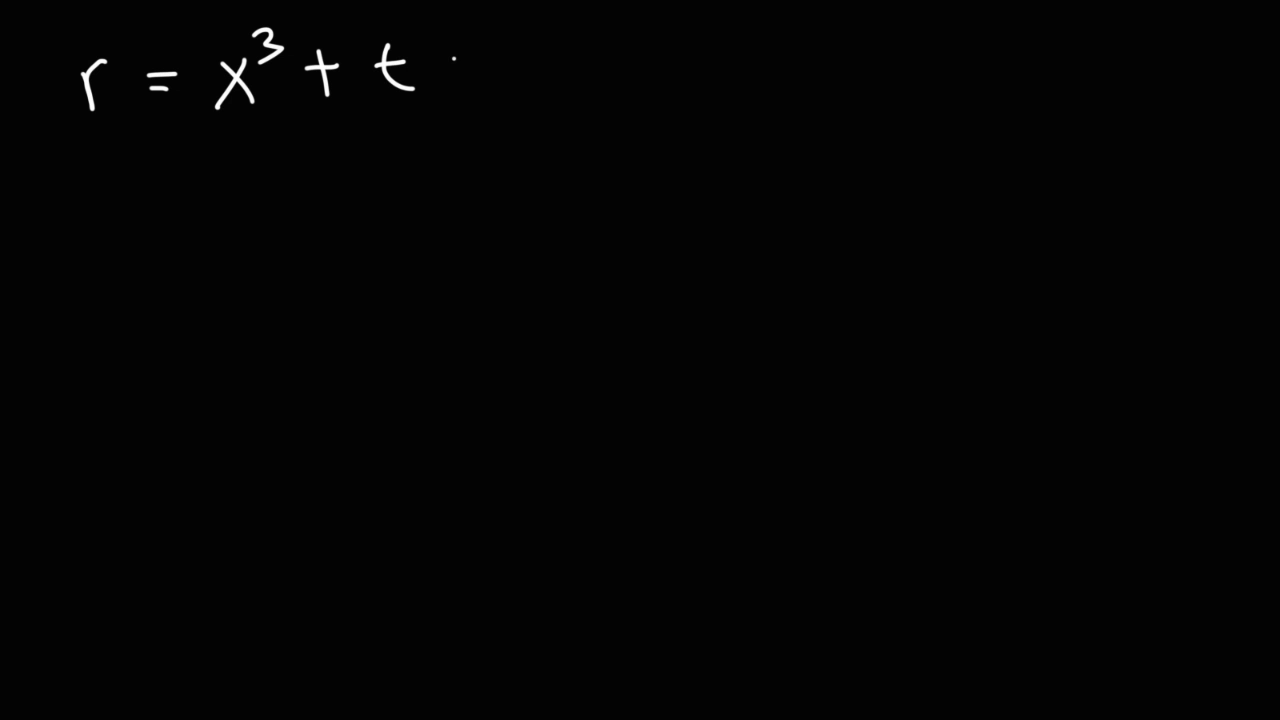 r = x³ + t